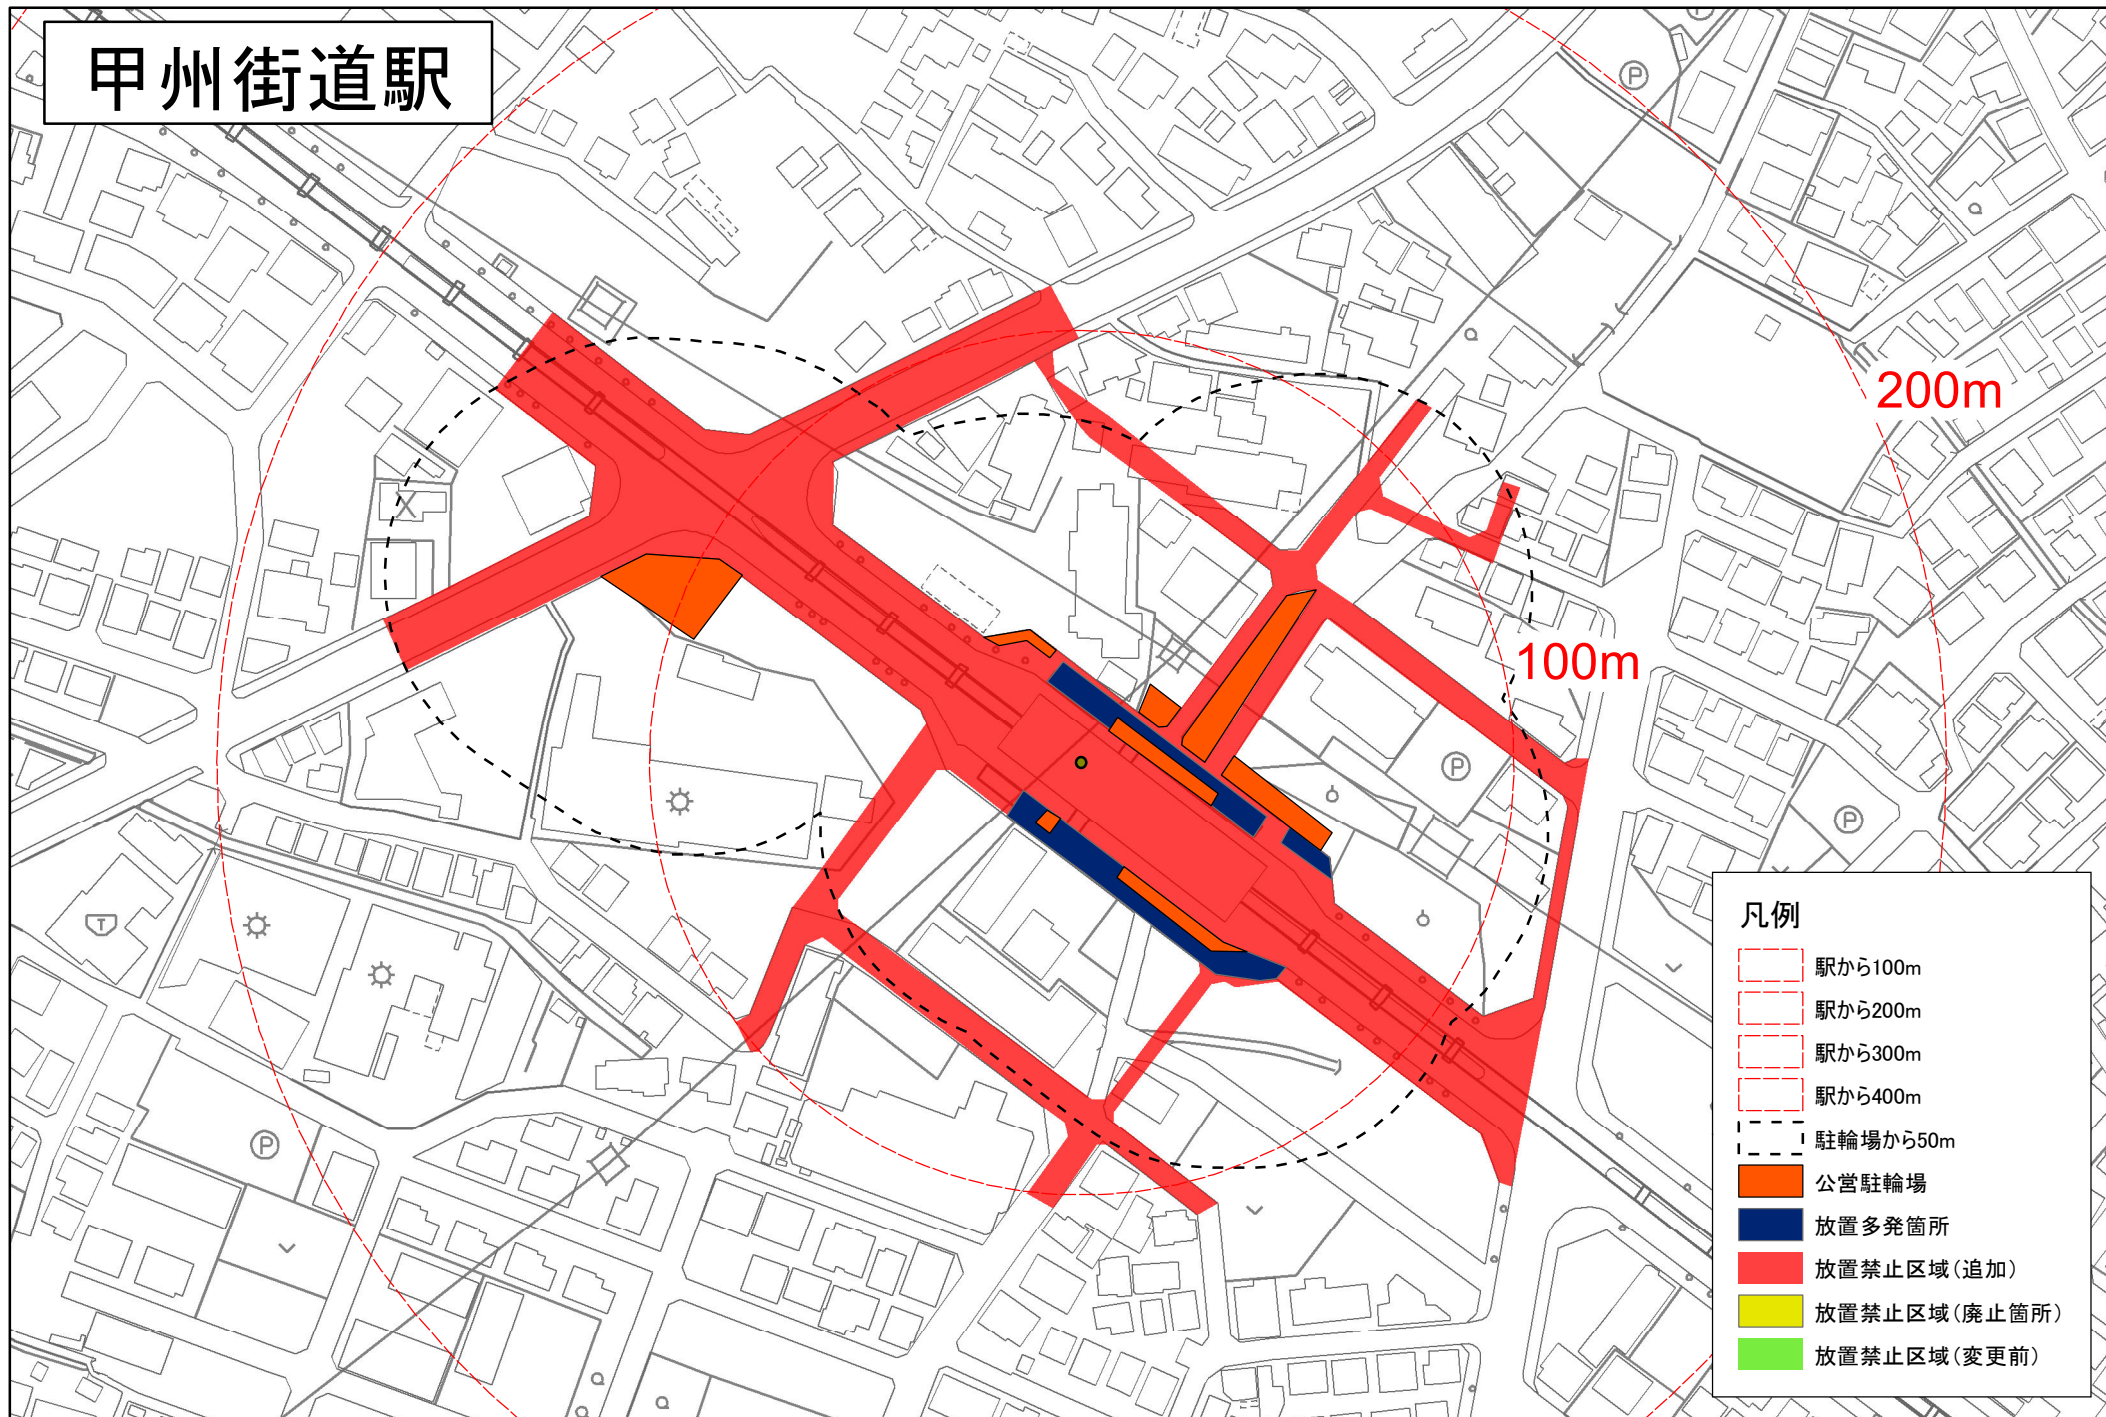 甲州街道駅
200m
100m
凡例
駅から100m
駅から200m
駅から300m
駅から400m
駐輪場から50m
公営駐輪場
放置多発箇所
放置禁止区域(追加)
放置禁止区域(廃止箇所)
放置禁止区域(変更前)
P
P
P
P
T